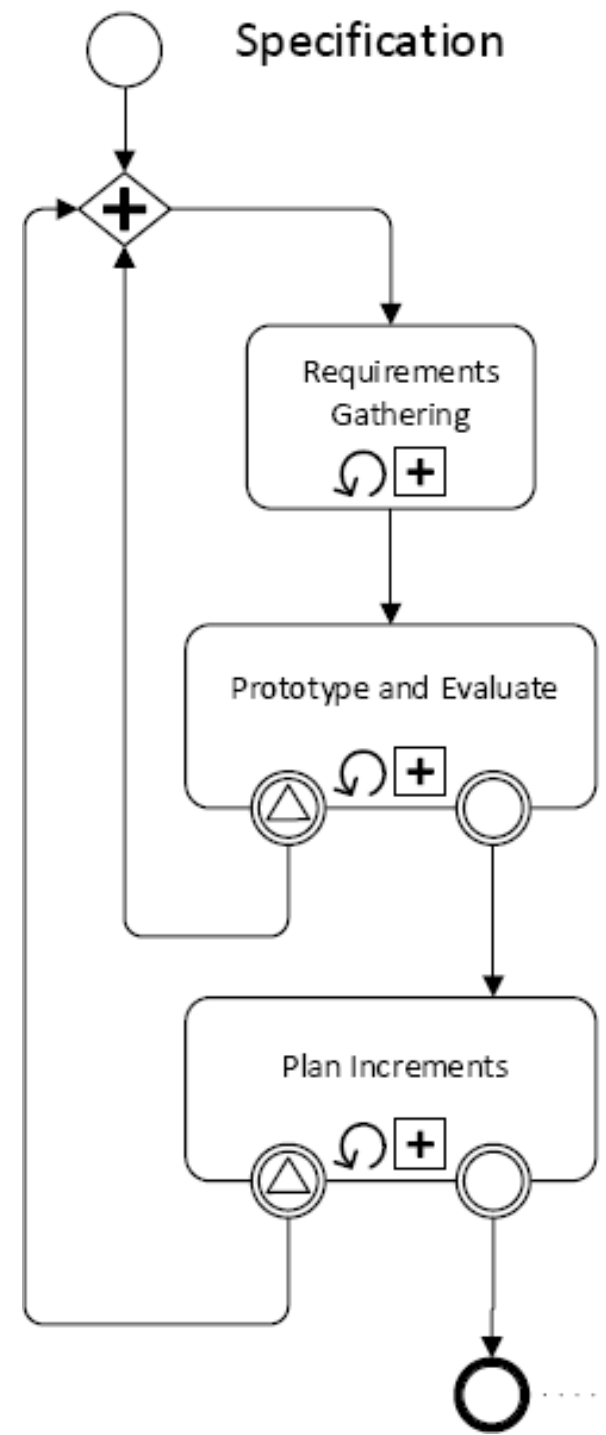 Specification
Requirements
Gathering
Prototype and Evaluate
Plan Increments